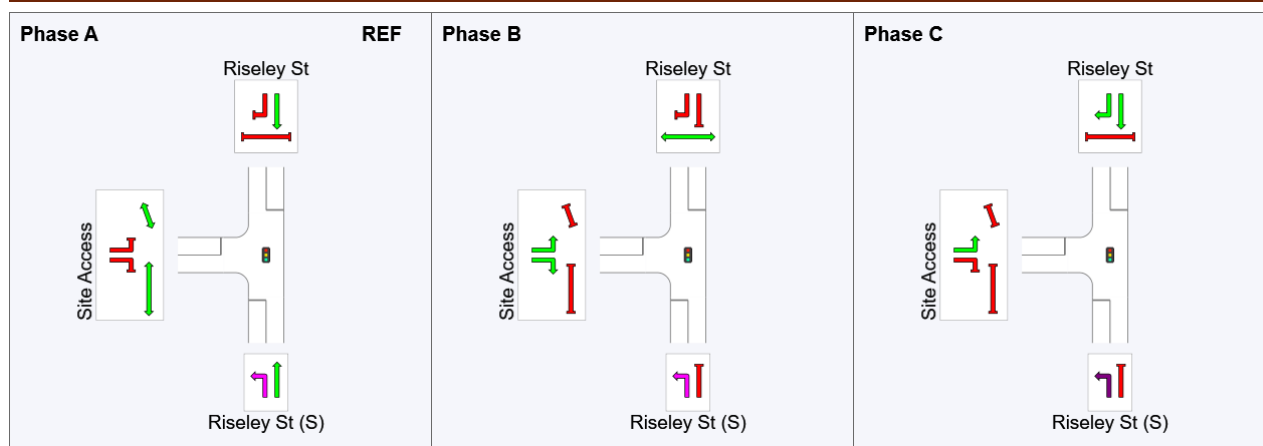 Phase A
REF
Riseley St
Site Access
Riseley St (S)
Phase B
Riseley St
Site Access
Riseley St (S)
Phase C
Riseley St
Site Access
Riseley St (S)